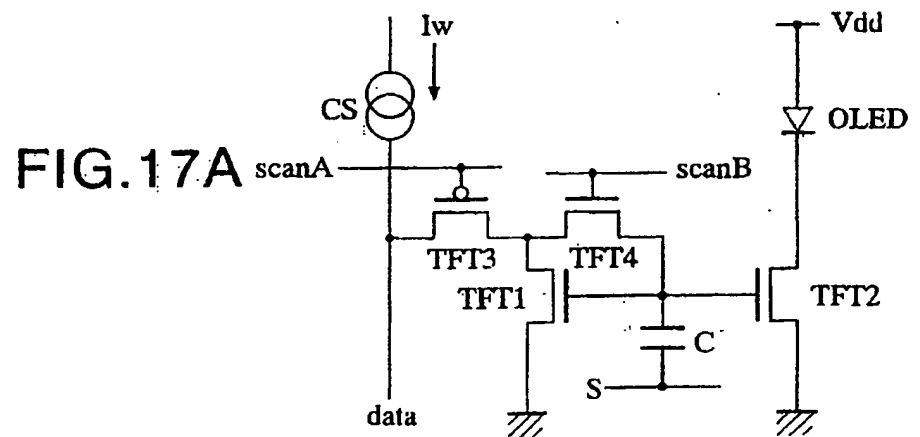 Iw
Vdd
CS
OLED
FIG.17A
scanA
scanB
TFT3
TFT4
TFT1
TFT2
C
S
data